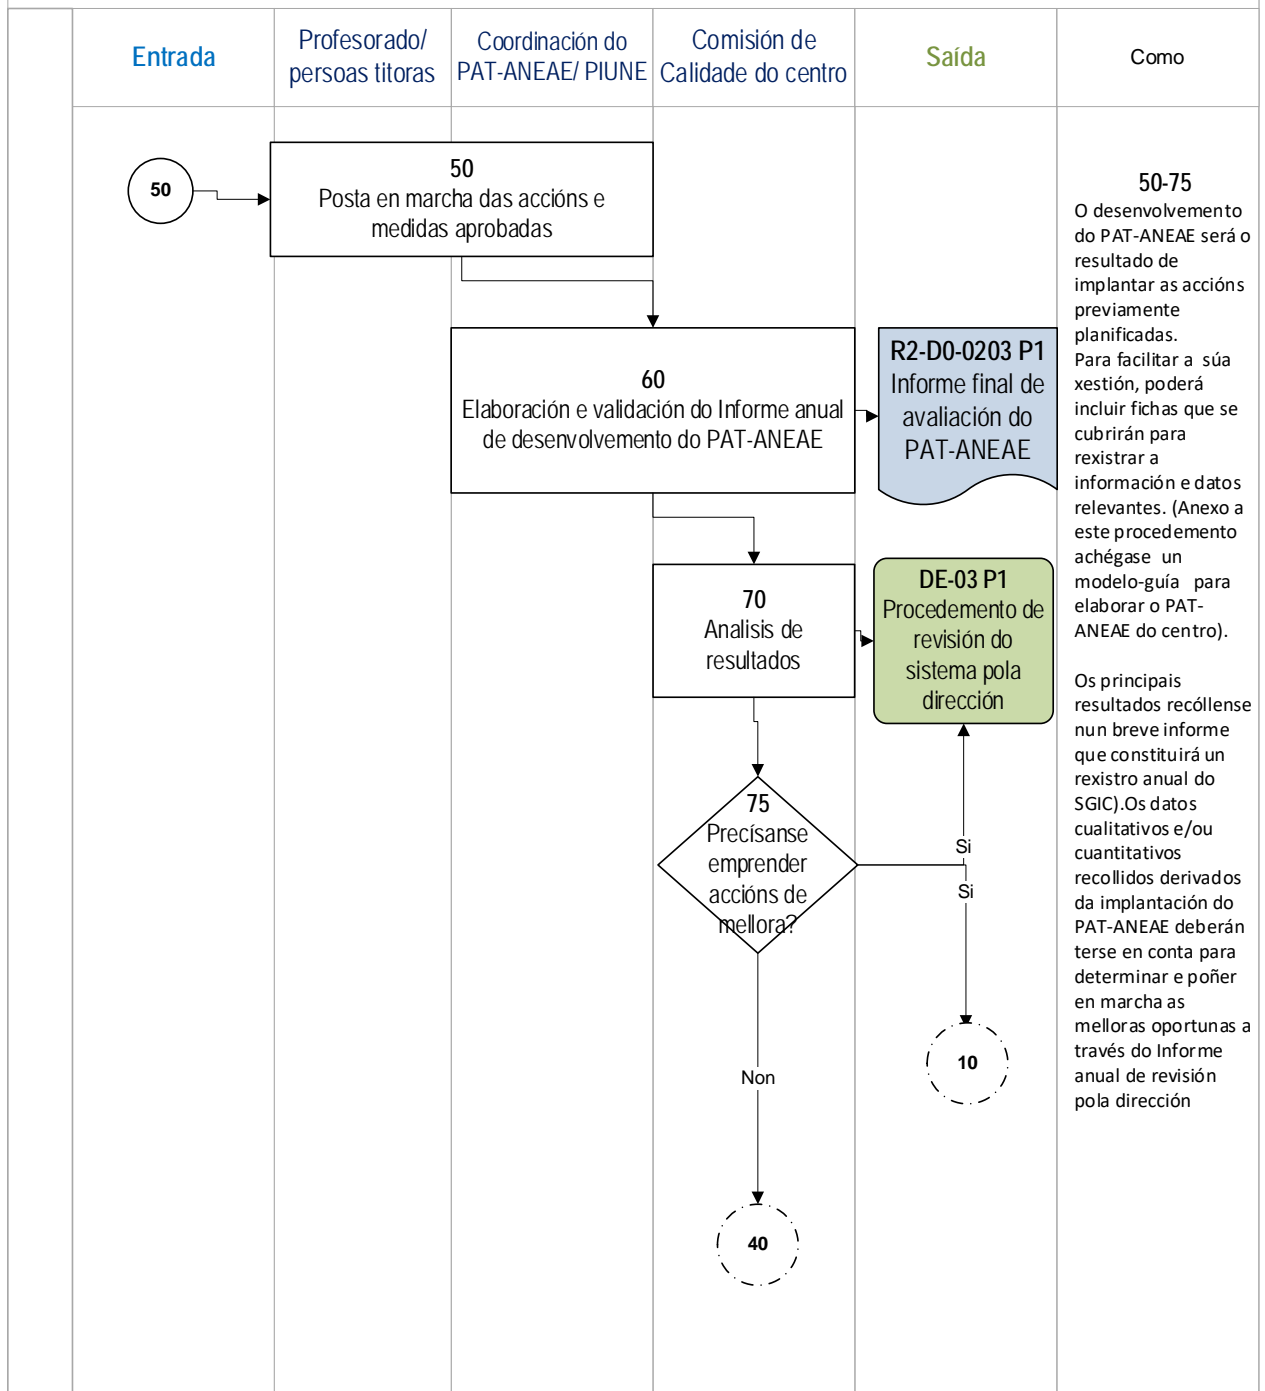 Entrada
Profesorado/
persoas titoras
Coordinación do
PAT-ANEAE/ PIUNE
Comisión de
Calidade do centro
Saída
Como
50
50
Posta en marcha das accións e
medidas aprobadas
60
Elaboración e validación do Informe anual
de desenvolvemento do PAT-ANEAE
R2-D0-0203 P1
Informe final de
avaliación do
PAT-ANEAE
70
Analisis de
resultados
DE-03 P1
Procedemento de
revisión do
sistema pola
dirección
75
Precísanse
emprender
accións de
mellora?
Si
Si
Non
10
40
50-75
O desenvolvemento
do PAT-ANEAE será o
resultado de
implantar as accións
previamente
planificadas.
Para facilitar a súa
xestión, poderá
incluir fichas que se
cubrirán para
rexistrar a
información e datos
relevantes. (Anexo a
este procedemento
achégase un
modelo-guía para
elaborar o PAT-
ANEAE do centro).
Os principais
resultados recóllense
nun breve informe
que constituirá un
rexistro anual do
SGIC).Os datos
cualitativos e/ou
cuantitativos
recollidos derivados
da implantación do
PAT-ANEAE deberán
terse en conta para
determinar e poñer
en marcha as
melloras oportunas a
través do Informe
anual de revisión
pola dirección